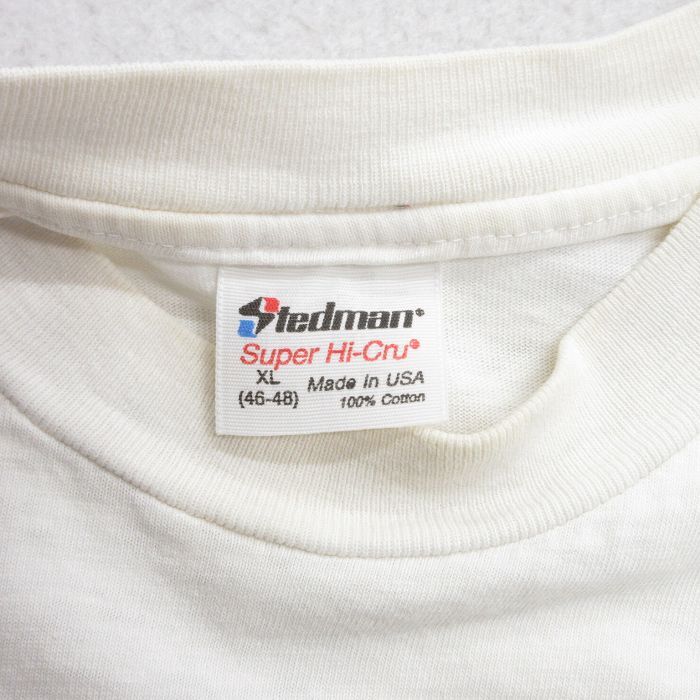 Stedman®
Super Hi-Cru®
XL
(46-48)
Made In USA
100% Cotton